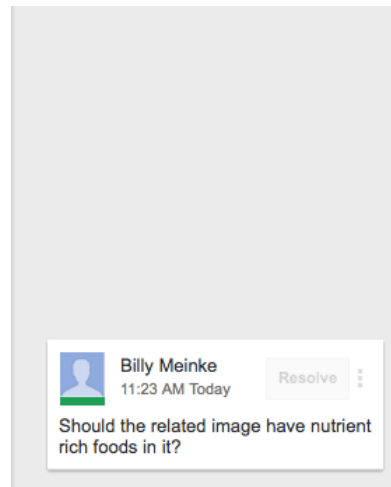 Billy Meinke
11:23 AM Today
Resolve
Should the related image have nutrient
rich foods in it?